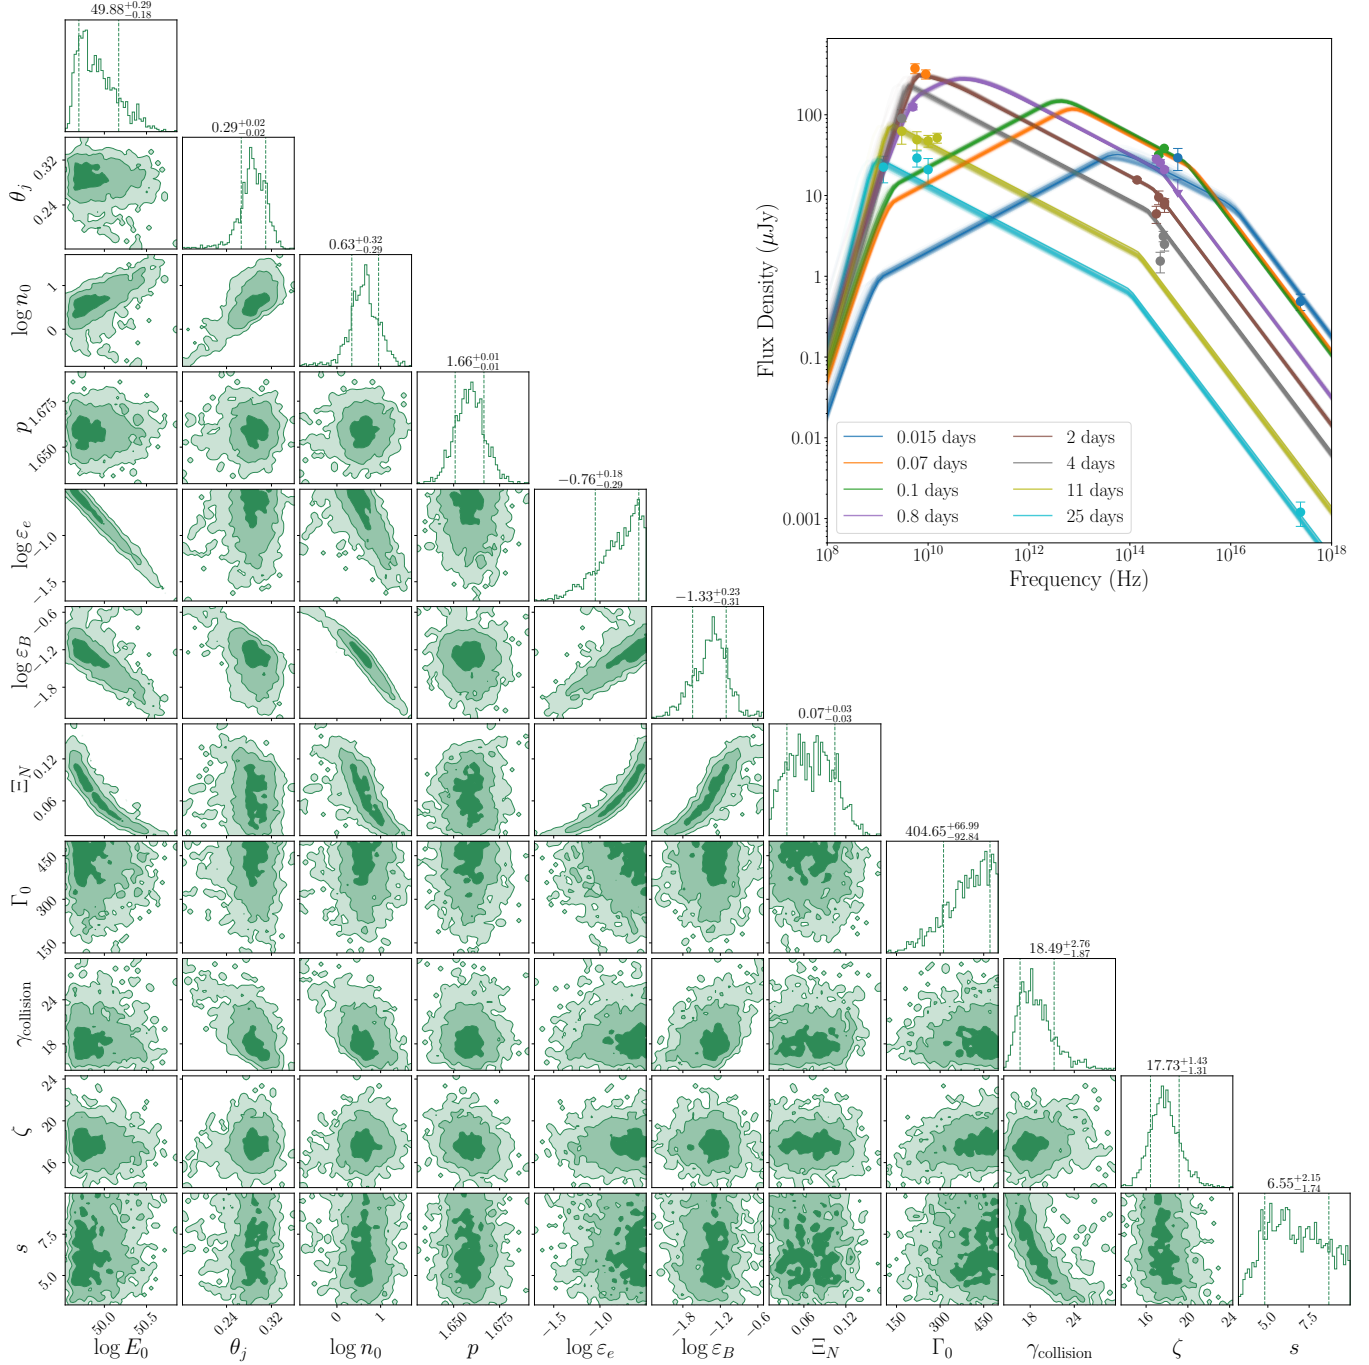 49.88+0.29−0.18
θj
0.32
0.24
0.29+0.02−0.02
log n0
1
0
0.63+0.32−0.29
p
1.675
1.650
1.66+0.01−0.01
log εe
−1.0
−1.5
−0.76+0.18−0.29
log εB
−0.6
−1.2
−1.8
−1.33+0.23−0.31
ΞN
0.12
0.06
0.07+0.03−0.03
Γ0
450
300
150
404.65+66.99−92.84
γcollision
24
18
18.49+2.76−1.87
ζ
24
20
16
17.73+1.43−1.31
s
7.5
5.0
6.55+2.15−1.74
50.0 50.5 0.24 0.32 0 1 1.650 1.675 −1.5 −1.0 −1.8 −1.2 −0.6 0.06 0.12 150 300 450 18 24 16 20 24 5.0 7.5
log E0 θj log n0 p log εe log εB ΞN Γ0 γcollision ζ s
Flux Density (μJy)
100
10
1
0.1
0.01
0.001
0.015 days
0.07 days
0.1 days
0.8 days
2 days
4 days
11 days
25 days
10^8 10^10 10^12 10^14 10^16 10^18
Frequency (Hz)